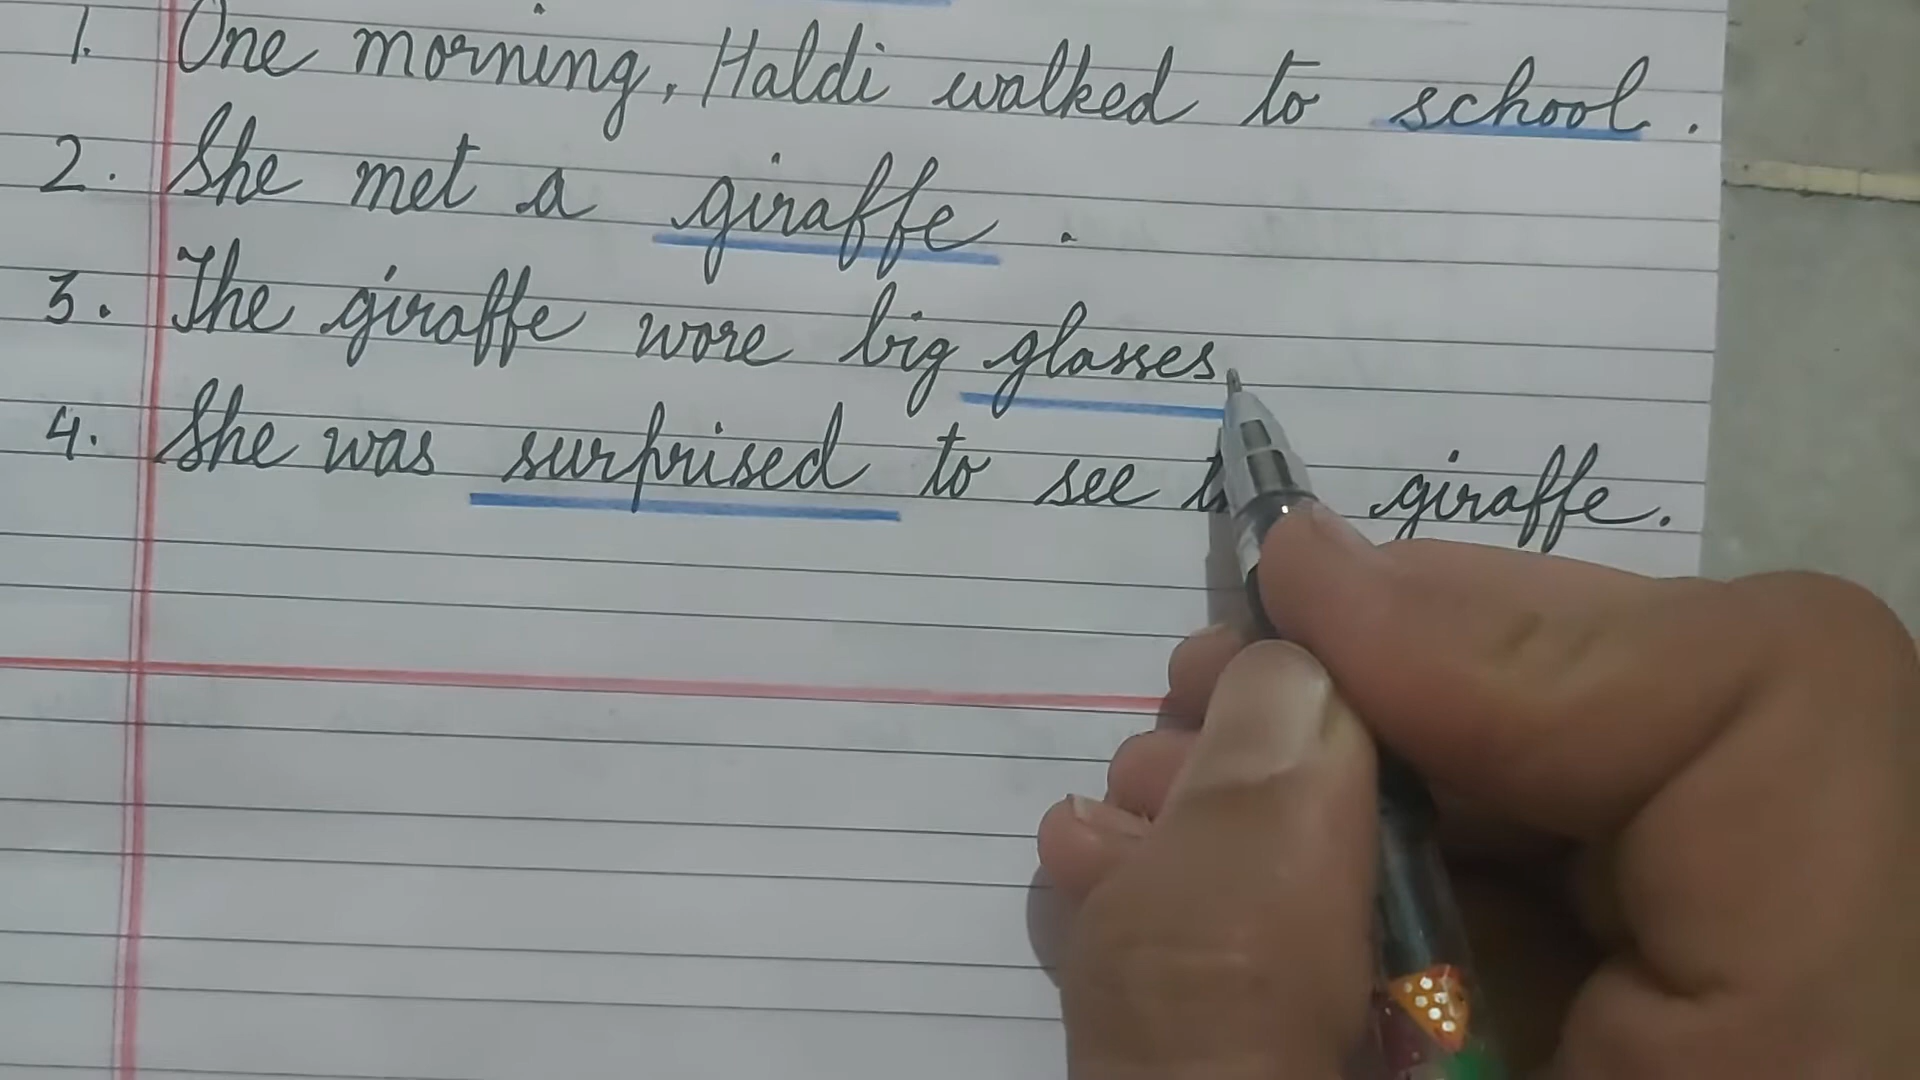 1. One morning, Haldi walked to school.
2. She met a giraffe.
3. The giraffe wore big glasses
4. She was surprised to see giraffe.